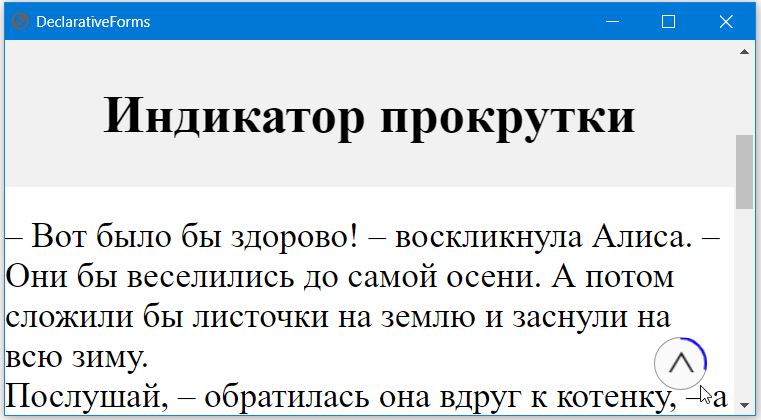 DeclarativeForms
Индикатор прокрутки
– Вот было бы здорово! – воскликнула Алиса. –
Они бы веселились до самой осени. А потом
сложили бы листочки на землю и заснули на
всю зиму.
Послушай, – обратилась она вдруг к котенку, – а